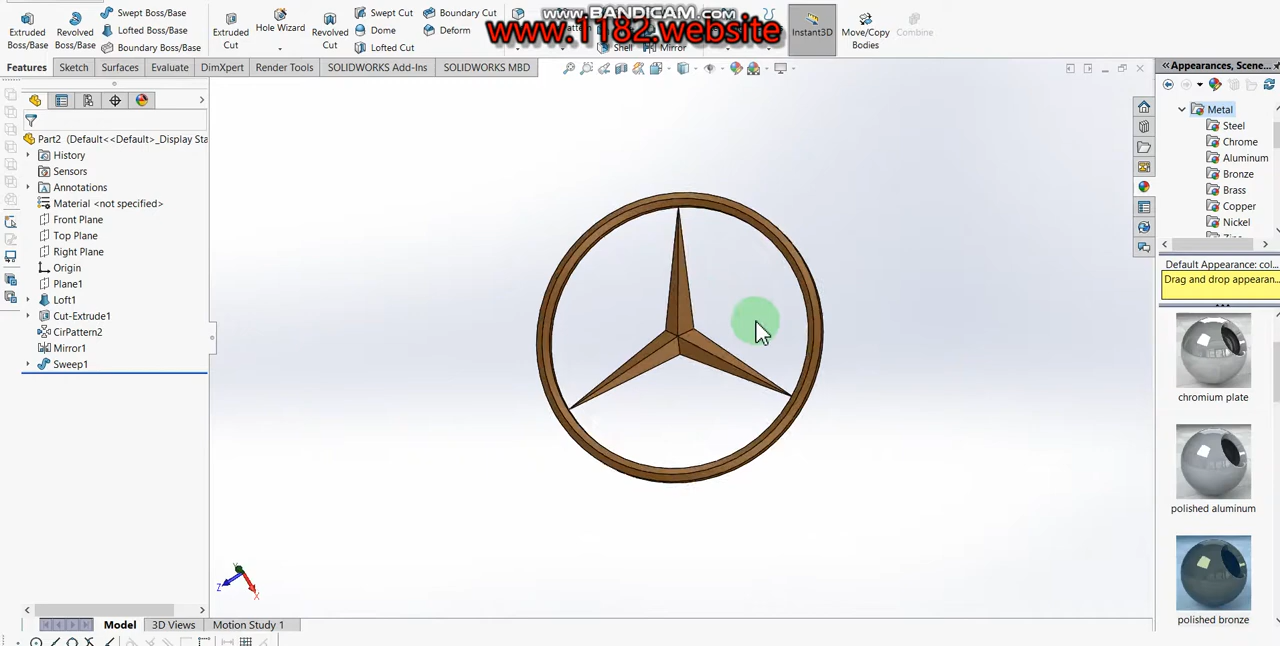 www.BANDICAM.com
www.1182.website
Extruded Boss/Base
Revolved Boss/Base
Swept Boss/Base
Lofted Boss/Base
Boundary Boss/Base
Extruded Cut
Hole Wizard
Revolved Cut
Swept Cut
Dome
Lofted Cut
Boundary Cut
Deform
Shell
Mirror
Instant3D
Move/Copy Bodies
Combine
Features
Sketch
Surfaces
Evaluate
DimXpert
Render Tools
SOLIDWORKS Add-Ins
SOLIDWORKS MBD
Part2 (Default<<Default>_Display Sta
History
Sensors
Annotations
Material <not specified>
Front Plane
Top Plane
Right Plane
Origin
Plane1
Loft1
Cut-Extrude1
CirPattern2
Mirror1
Sweep1
Z
X
Model
3D Views
Motion Study 1
Appearances, Scene...
Metal
Steel
Chrome
Aluminum
Bronze
Brass
Copper
Nickel
Default Appearance: col...
Drag and drop appearan...
chromium plate
polished aluminum
polished bronze